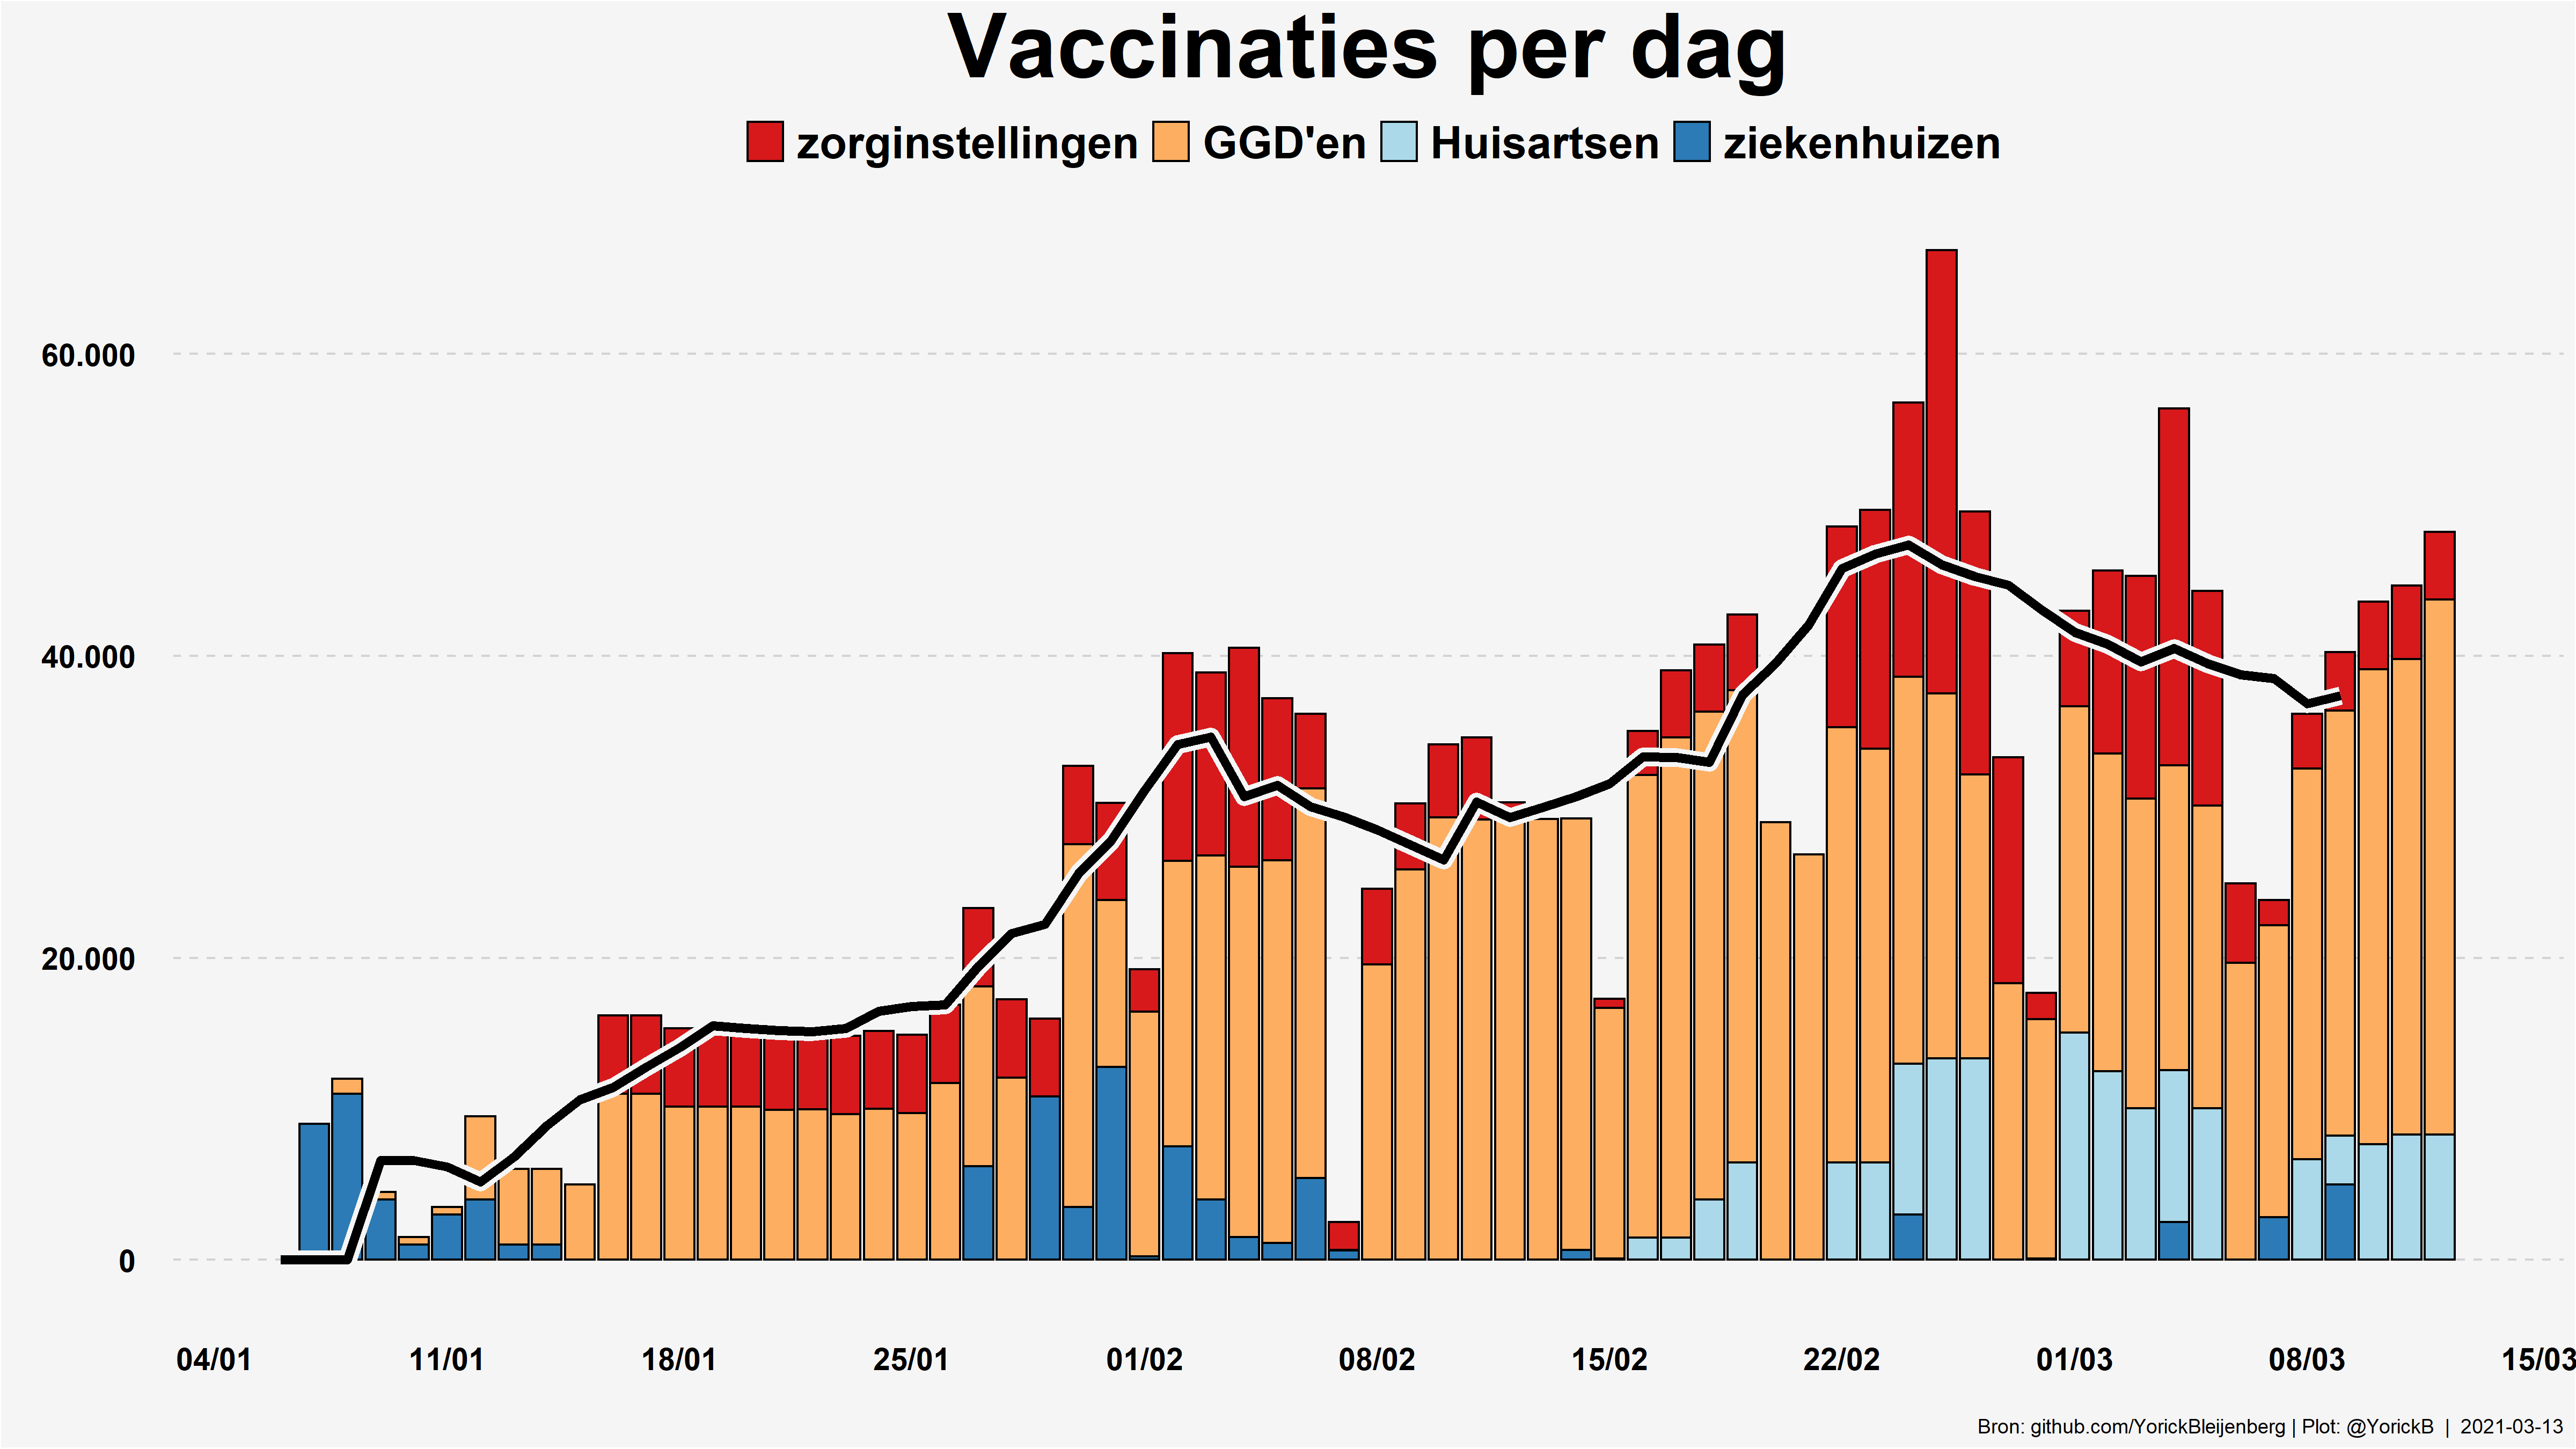 Vaccinaties per dag
zorginstellingen GGD'en Huisartsen ziekenhuizen
60.000
40.000
20.000
0
04/01 11/01 18/01 25/01 01/02 08/02 15/02 22/02 01/03 08/03 15/03
Bron: github.com/YorickBleijenberg | Plot: @YorickB | 2021-03-13